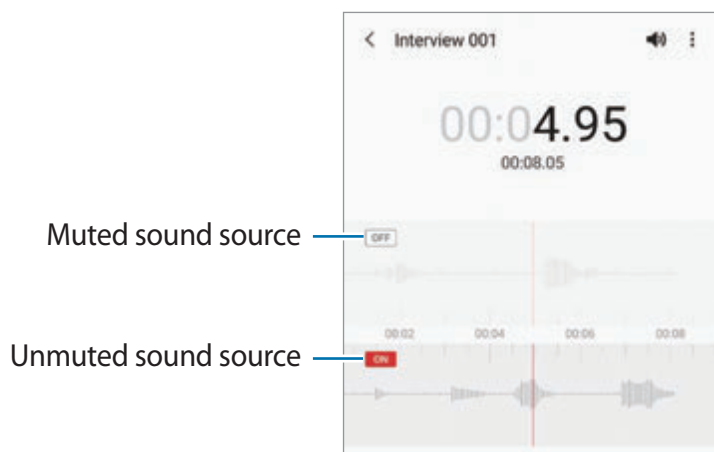 Interview 001
00:04.95
00:08.05
Muted sound source
OFF
00:02 00:04 00:06 00:08
Unmuted sound source
ON